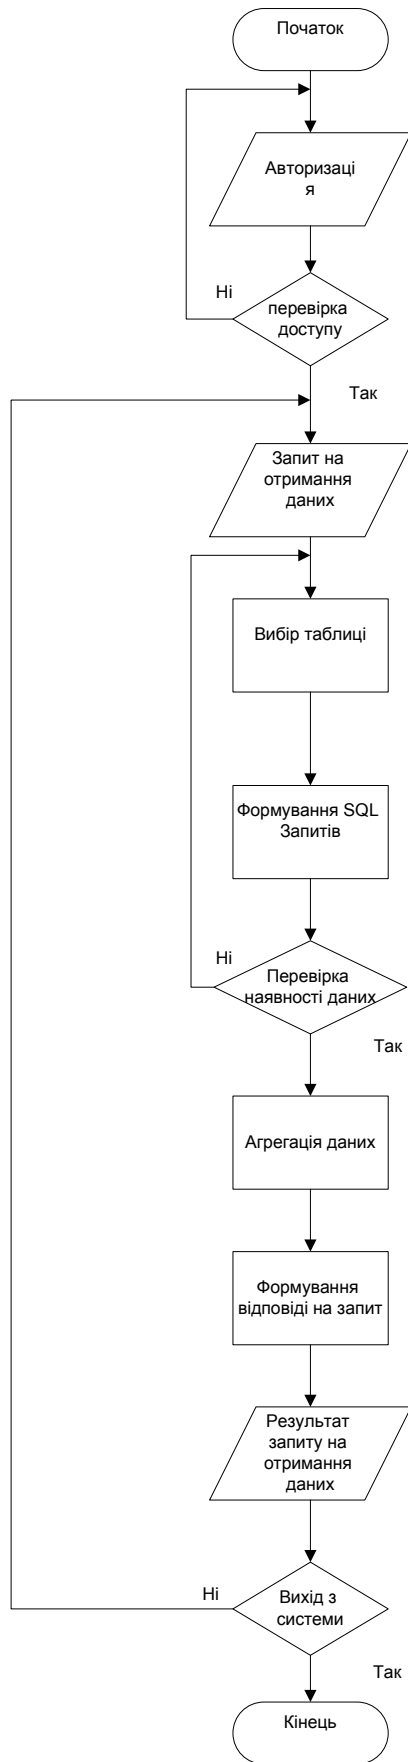 Початок
Авторизаці
я
Ні
перевірка
доступу
Так
Запит на
отримання
даних
Вибір таблиці
Формування SQL
Запитів
Ні
Перевірка
наявності даних
Так
Агрегація даних
Формування
відповіді на запит
Результат
запиту на
отримання
даних
Ні
Вихід з
системи
Так
Кінець